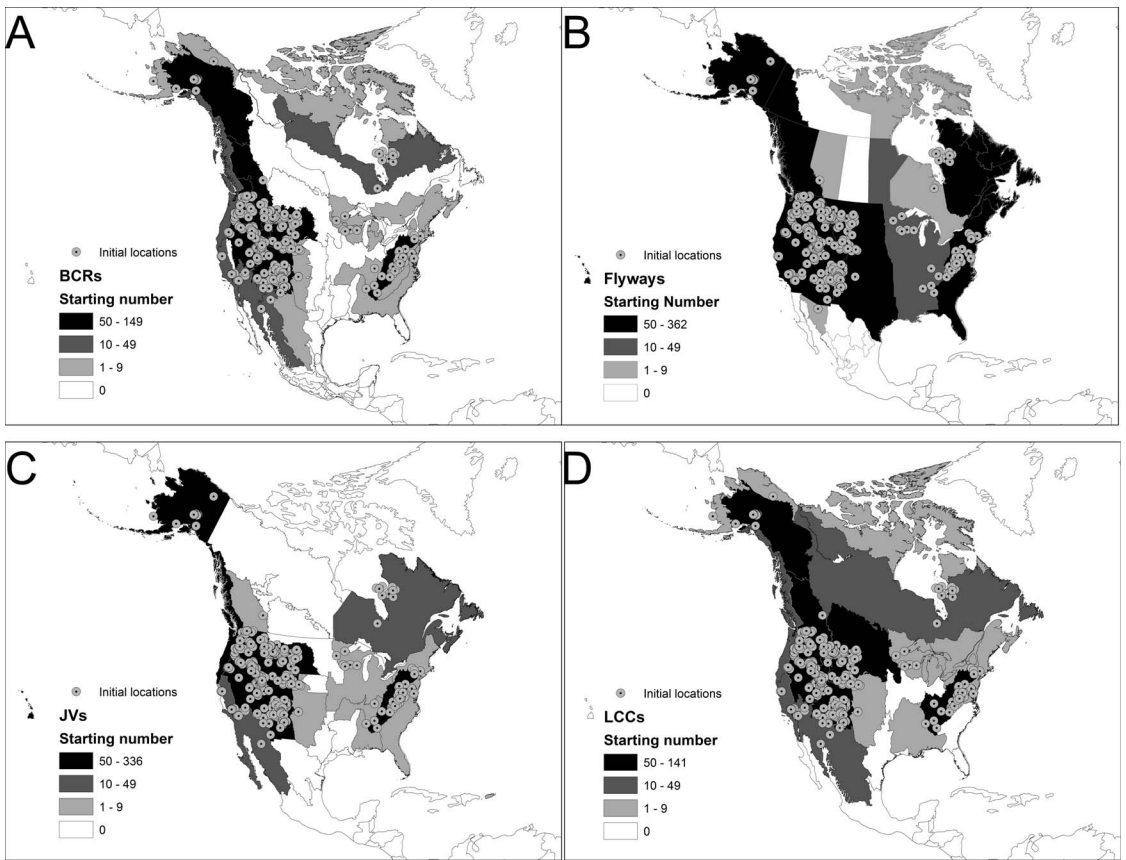 A
Initial locations
BCRs
Starting number
50 - 149
10 - 49
1 - 9
0
B
Initial locations
Flyways
Starting Number
50 - 362
10 - 49
1 - 9
0
C
Initial locations
JVs
Starting number
50 - 336
10 - 49
1 - 9
0
D
Initial locations
LCCs
Starting number
50 - 141
10 - 49
1 - 9
0